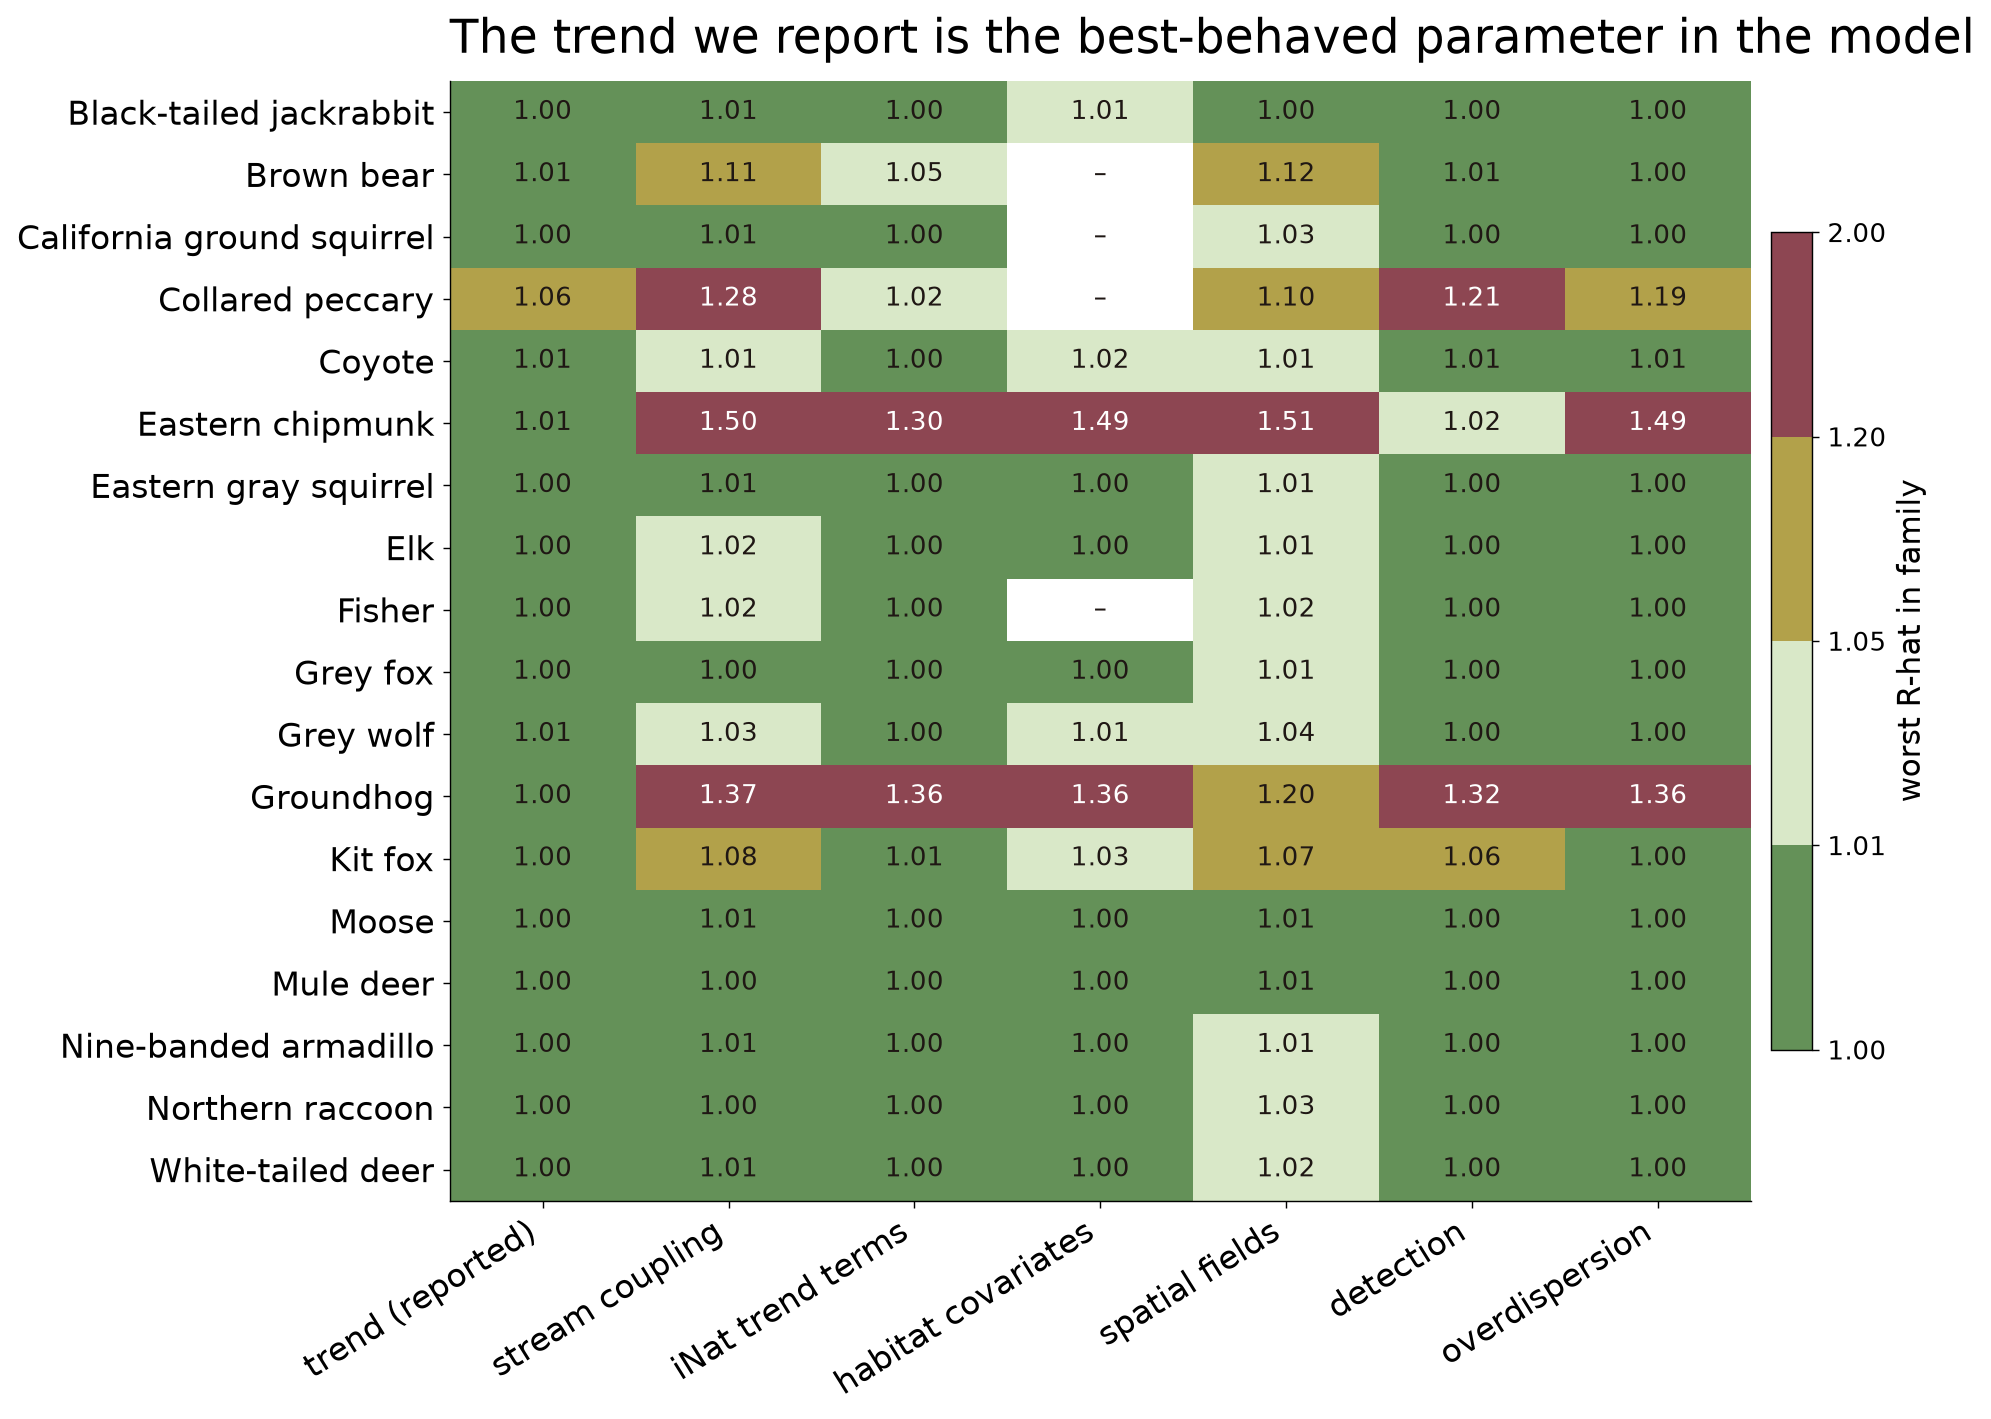 The trend we report is the best-behaved parameter in the model
Black-tailed jackrabbit 1.00 1.01 1.00 1.01 1.00 1.00 1.00
Brown bear 1.01 1.11 1.05 – 1.12 1.01 1.00
California ground squirrel 1.00 1.01 1.00 – 1.03 1.00 1.00
Collared peccary 1.06 1.28 1.02 – 1.10 1.21 1.19
Coyote 1.01 1.01 1.00 1.02 1.01 1.01 1.01
Eastern chipmunk 1.01 1.50 1.30 1.49 1.51 1.02 1.49
Eastern gray squirrel 1.00 1.01 1.00 1.00 1.01 1.00 1.00
Elk 1.00 1.02 1.00 1.00 1.01 1.00 1.00
Fisher 1.00 1.02 1.00 – 1.02 1.00 1.00
Grey fox 1.00 1.00 1.00 1.00 1.01 1.00 1.00
Grey wolf 1.01 1.03 1.00 1.01 1.04 1.00 1.00
Groundhog 1.00 1.37 1.36 1.36 1.20 1.32 1.36
Kit fox 1.00 1.08 1.01 1.03 1.07 1.06 1.00
Moose 1.00 1.01 1.00 1.00 1.01 1.00 1.00
Mule deer 1.00 1.00 1.00 1.00 1.01 1.00 1.00
Nine-banded armadillo 1.00 1.01 1.00 1.00 1.01 1.00 1.00
Northern raccoon 1.00 1.00 1.00 1.00 1.03 1.00 1.00
White-tailed deer 1.00 1.01 1.00 1.00 1.02 1.00 1.00
trend (reported)
stream coupling
iNat trend terms
habitat covariates
spatial fields
detection
overdispersion
2.00
1.20
1.05
1.01
1.00
worst R-hat in family